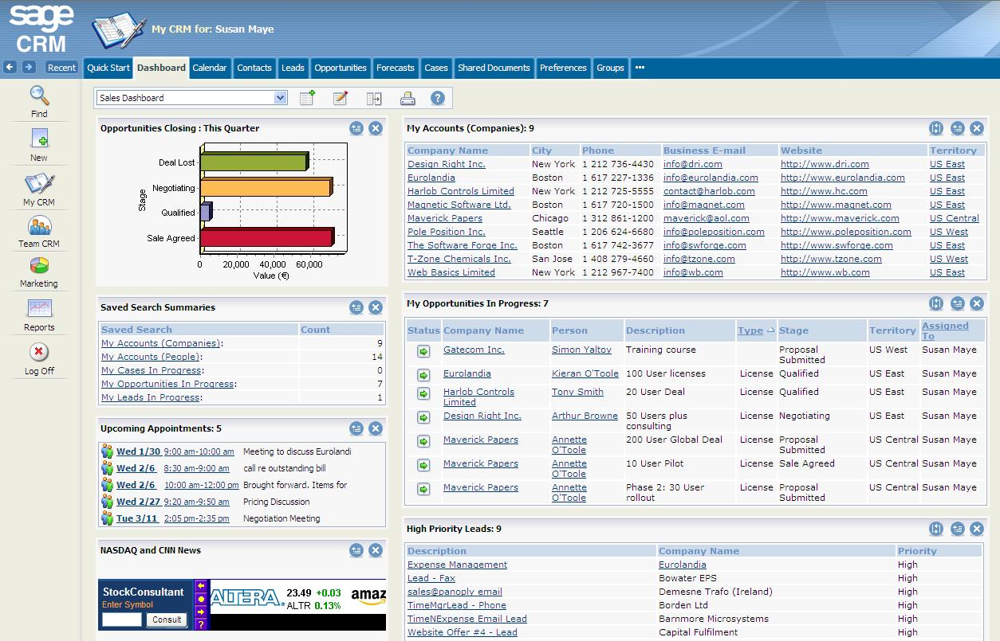 sage
CRM
My CRM for: Susan Maye
Recent
Quick Start Dashboard Calendar Contacts Leads Opportunities Forecasts Cases Shared Documents Preferences Groups
Find
New
My CRM
Team CRM
Marketing
Reports
Log Off
Sales Dashboard
Opportunities Closing : This Quarter
Stage
Deal Lost
Negotiating
Qualified
Sale Agreed
0 20,000 40,000 60,000
Value (€)
Saved Search Summaries
Saved Search Count
My Accounts (Companies): 9
My Accounts (People): 14
My Cases In Progress: 0
My Opportunities In Progress: 7
My Leads In Progress: 1
Upcoming Appointments: 5
Wed 1/30 9:00 am-10:00 am Meeting to discuss Eurolandi
Wed 2/6 8:30 am-9:00 am call re outstanding bill
Wed 2/6 10:00 am-12:00 pm Brought forward. Items for
Wed 2/27 9:20 am-9:50 am Pricing Discussion
Tue 3/11 2:05 pm-2:35 pm Negotiation Meeting
NASDAQ and CNN News
StockConsultant
Enter Symbol
Consult
?
ALTERA.
23.49 +0.03
ALTR 0.13%
amaz
My Accounts (Companies): 9
Company Name City Phone Business E-mail Website Territory
Design Right Inc. New York 1 212 736-4430 info@dri.com http://www.dri.com US East
Eurolandia Boston 1 617 227-1336 info@eurolandia.com http://www.eurolandia.com US East
Harlob Controls Limited New York 1 212 725-5555 contact@harlob.com http://www.hc.com US East
Magnetic Software Ltd. Boston 1 617 720-1500 info@magnet.com http://www.magnet.com US East
Maverick Papers Chicago 1 312 861-1200 maverick@aol.com http://www.maverick.com US Central
Pole Position Inc. Seattle 1 206 624-6680 info@poleposition.com http://www.poleposition.com US West
The Software Forge Inc. Boston 1 617 742-3677 info@swforge.com http://www.swforge.com US East
T-Zone Chemicals Inc. San Jose 1 408 279-4660 info@tzone.com http://www.tzone.com US West
Web Basics Limited New York 1 212 967-7400 info@wb.com http://www.wb.com US East
My Opportunities In Progress: 7
Status Company Name Person Description Type Stage Territory Assigned
To
Gatecom Inc. Simon Yaltoy Training course Proposal US West Susan Maye
Submitted
Eurolandia Kieran O'Toole 100 User licenses License Qualified US East Susan Maye
Harlob Controls Tony Smith 20 User Deal License Qualified US East Susan Maye
Limited
Design Right Inc. Arthur Browne 50 Users plus License Negotiating US East Susan Maye
consulting
Maverick Papers Annette 200 User Global Deal License Proposal US Central Susan Maye
O'Toole Submitted
Maverick Papers Annette 10 User Pilot License Sale Agreed US Central Susan Maye
O'Toole
Maverick Papers Annette Phase 2: 30 User License Proposal US Central Susan Maye
O'Toole rollout Submitted
High Priority Leads: 9
Description Company Name Priority
Expense Management Eurolandia High
Lead - Fax Bowater EPS High
sales@panoply email Demesne Trafo (Ireland) High
TimeMgrLead - Phone Borden Ltd High
TimeNExpense Email Lead Barnmore Microsystems High
Website Offer #4 - Lead Capital Fulfilment High